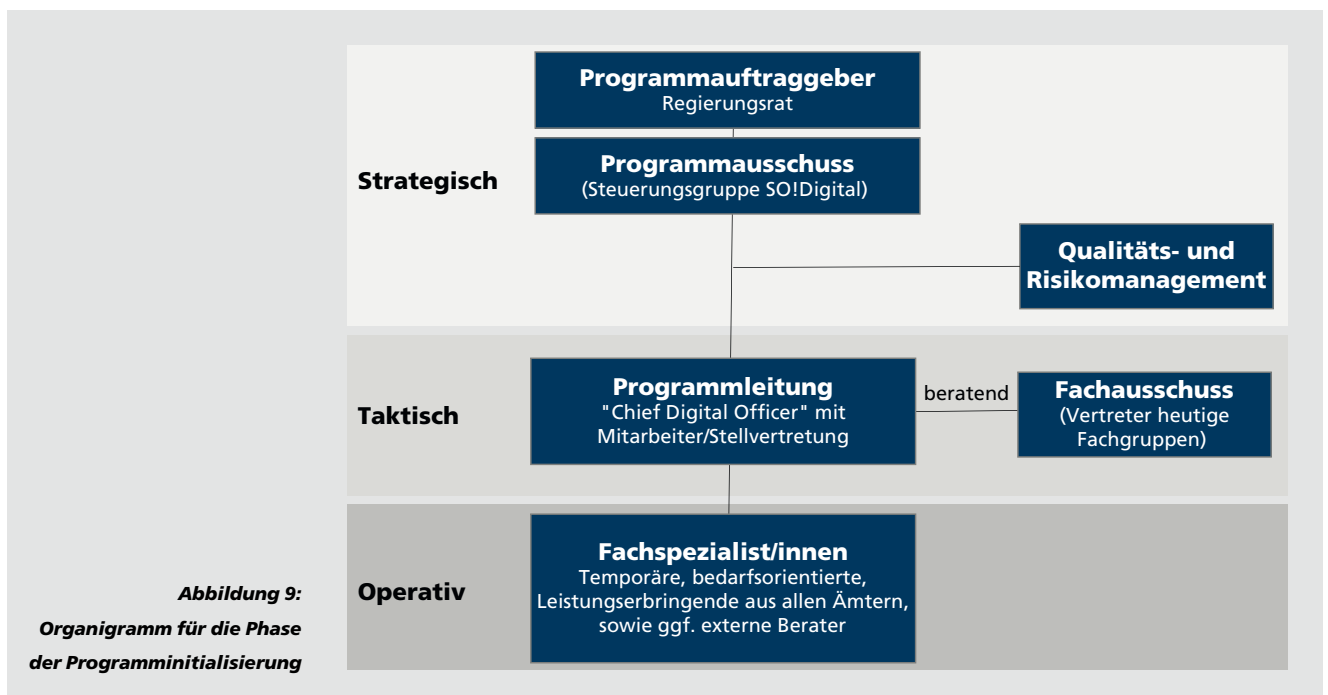 Programmauftraggeber
Regierungsrat
Strategisch
Programmausschuss
(Steuerungsgruppe SO!Digital)
Qualitäts- und
Risikomanagement
Taktisch
Programmleitung
"Chief Digital Officer" mit
Mitarbeiter/Stellvertretung
beratend
Fachausschuss
(Vertreter heutige
Fachgruppen)
Operativ
Fachspezialist/innen
Temporäre, bedarfsorientierte,
Leistungserbringende aus allen Ämtern,
sowie ggf. externe Berater
Abbildung 9:
Organigramm für die Phase
der Programminitialisierung